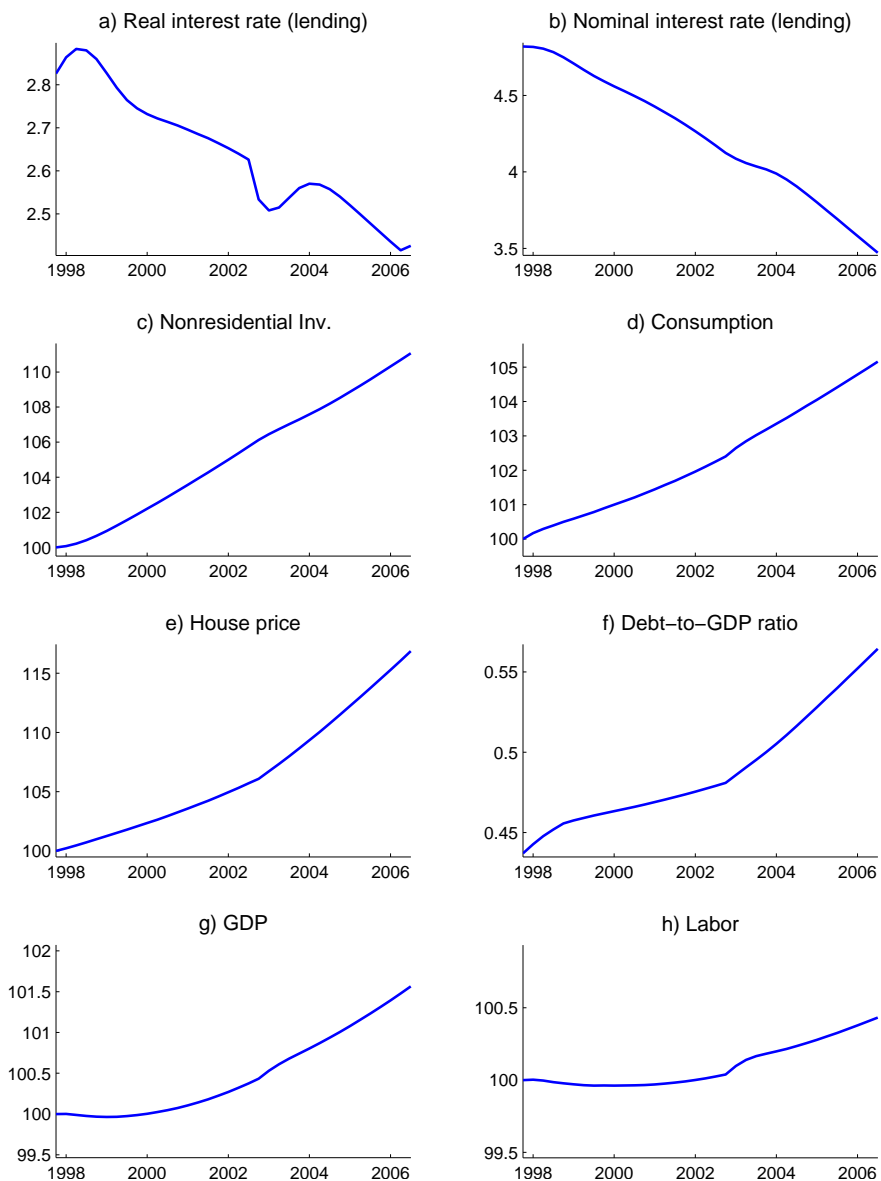 a) Real interest rate (lending)
2.8
2.7
2.6
2.5
1998 2000 2002 2004 2006
b) Nominal interest rate (lending)
4.5
4
3.5
1998 2000 2002 2004 2006
c) Nonresidential Inv.
110
108
106
104
102
100
1998 2000 2002 2004 2006
d) Consumption
105
104
103
102
101
100
1998 2000 2002 2004 2006
e) House price
115
110
105
100
1998 2000 2002 2004 2006
f) Debt−to−GDP ratio
0.55
0.5
0.45
1998 2000 2002 2004 2006
g) GDP
102
101.5
101
100.5
100
99.5
1998 2000 2002 2004 2006
h) Labor
100.5
100
99.5
1998 2000 2002 2004 2006